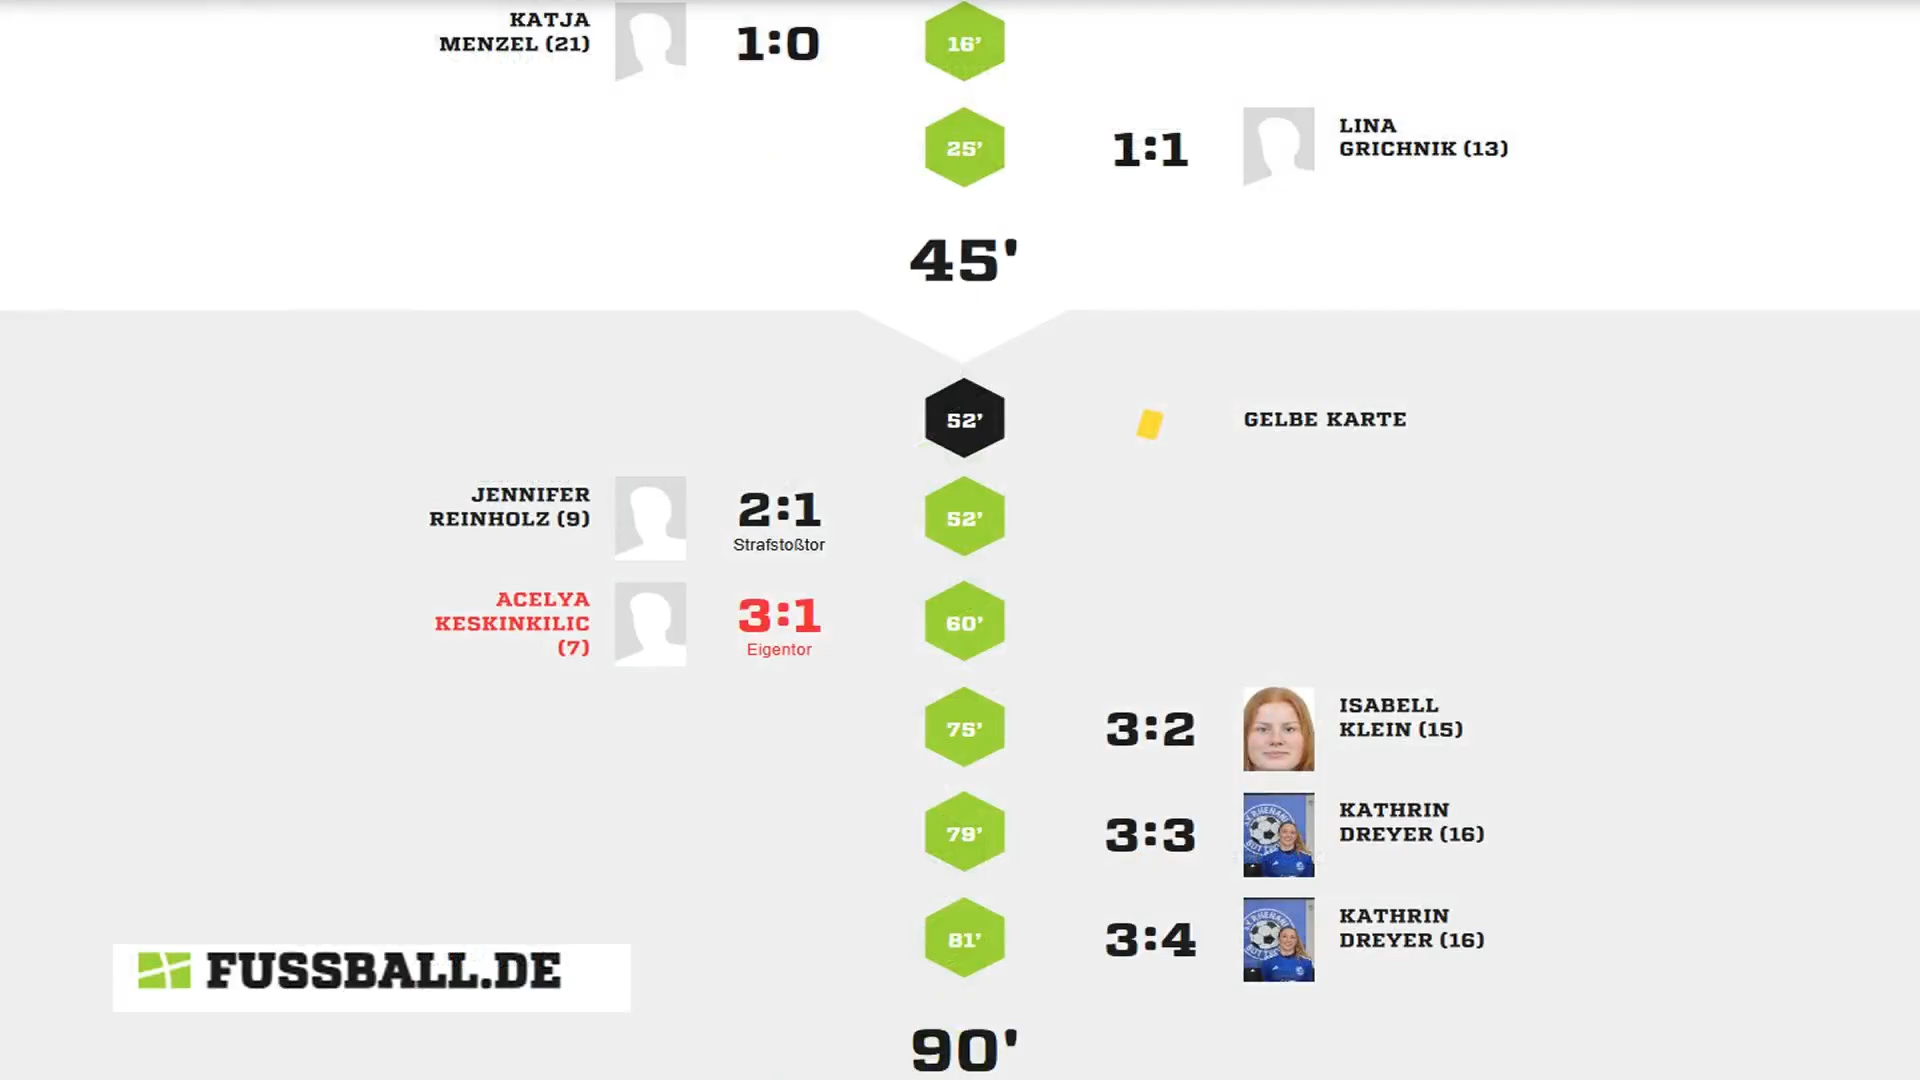 KATJA
MENZEL (21)
1:0
16'
25'
1:1
LINA
GRICHNIK (13)
45'
52'
GELBE KARTE
JENNIFER
REINHOLZ (9)
2:1
Strafstoßtor
52'
ACELYA
KESKINKILIC
(7)
3:1
Eigentor
60'
75'
3:2
ISABELL
KLEIN (15)
79'
3:3
KATHRIN
DREYER (16)
81'
3:4
KATHRIN
DREYER (16)
FUSSBALL.DE
90'